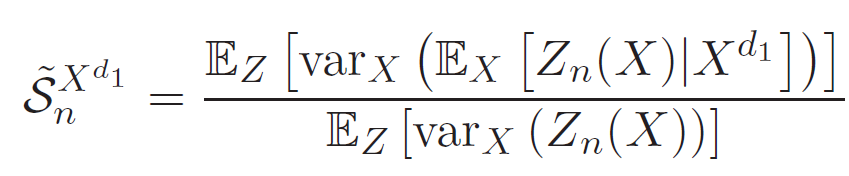 $$\tilde{\mathcal{S}}_n^{X^{d_1}} = \frac{\mathbb{E}_Z \left[ \mathrm{var}_X \left( \mathbb{E}_X \left[ Z_n(X) | X^{d_1} \right] \right) \right]}{\mathbb{E}_Z \left[ \mathrm{var}_X \left( Z_n(X) \right) \right]}$$